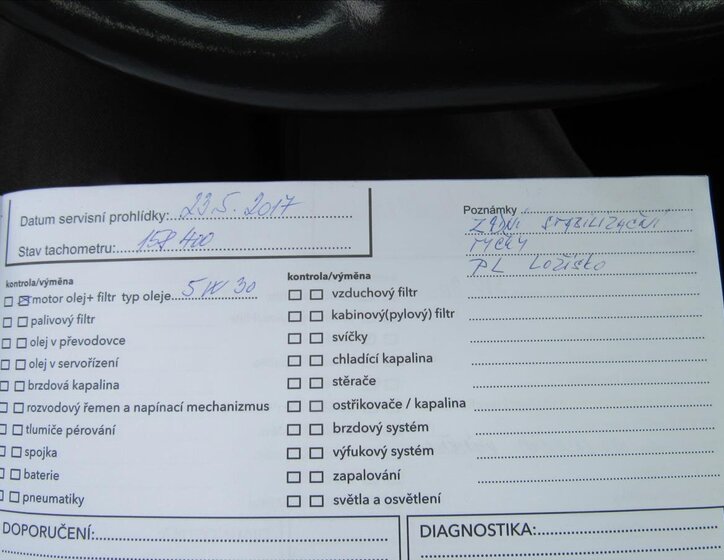 Datum servisní prohlídky: 23.5.2017
Stav tachometru: 158 400
Poznámky ZADNI STABILIZAČNÍ
TYČKY
PL LOŽISKO
kontrola/výměna
motor olej+ filtr typ oleje 5W30
palivový filtr
olej v převodovce
olej v servořízení
brzdová kapalina
rozvodový řemen a napínací mechanizmus
tlumiče pérování
spojka
baterie
pneumatiky
kontrola/výměna
vzduchový filtr
kabinový(pylový) filtr
svíčky
chladící kapalina
stěrače
ostřikovače / kapalina
brzdový systém
výfukový systém
zapalování
světla a osvětlení
DOPORUČENÍ:
DIAGNOSTIKA: